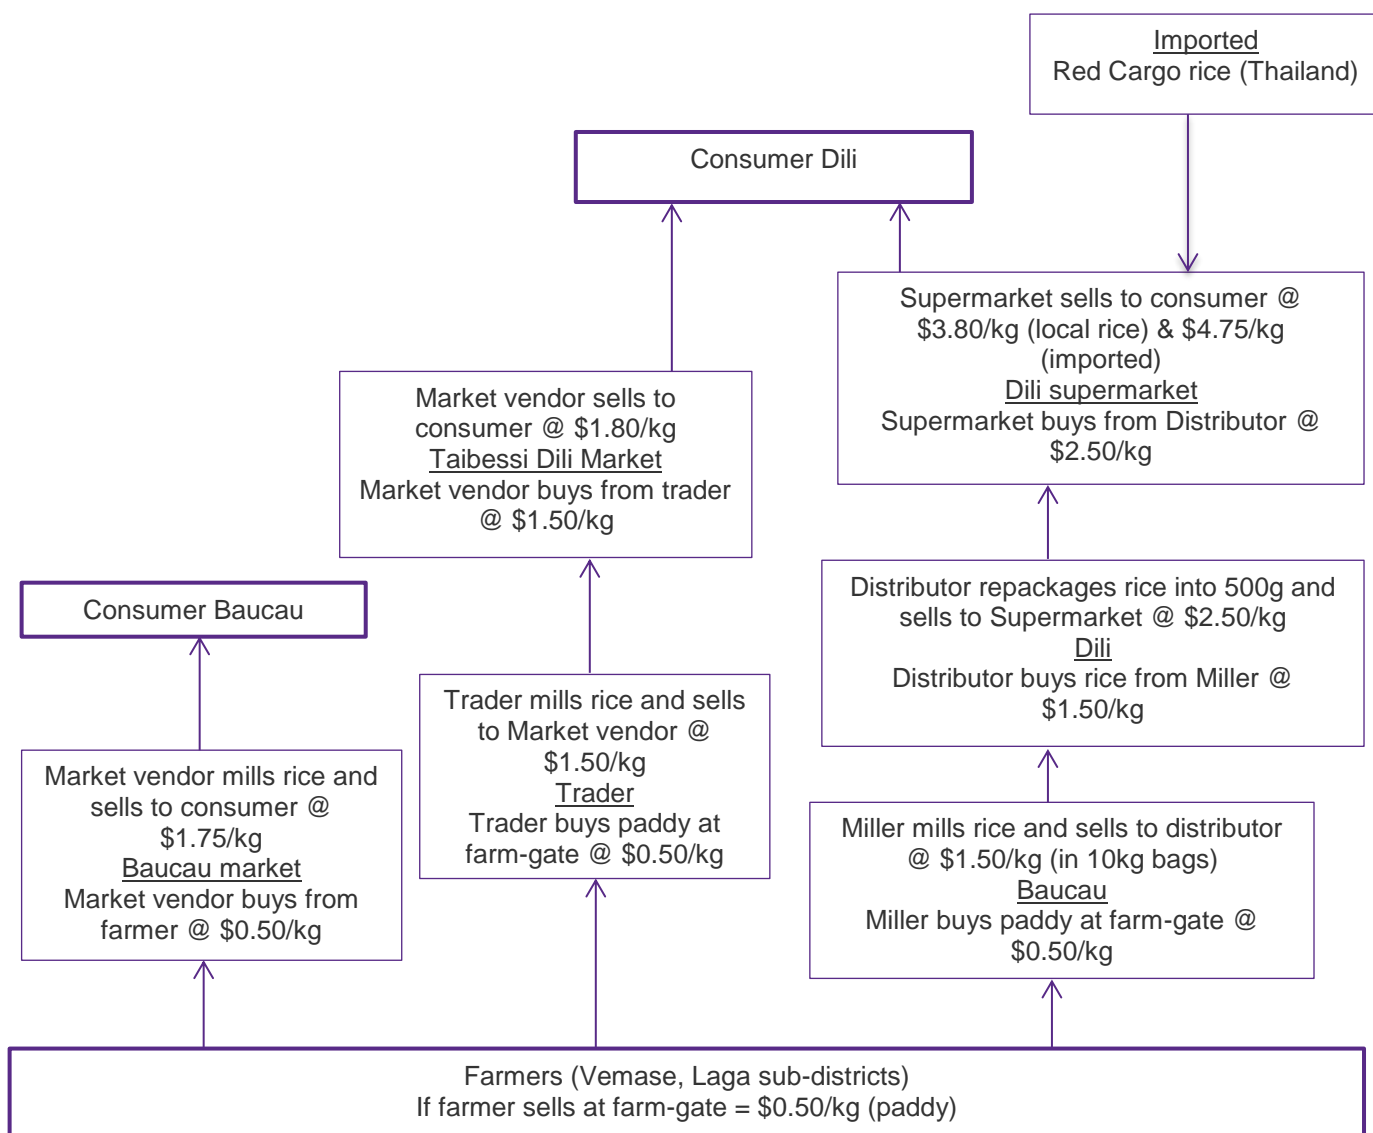 Imported
Red Cargo rice (Thailand)
Consumer Dili
Supermarket sells to consumer @
$3.80/kg (local rice) & $4.75/kg
(imported)
Dili supermarket
Supermarket buys from Distributor @
$2.50/kg
Market vendor sells to
consumer @ $1.80/kg
Taibessi Dili Market
Market vendor buys from trader
@ $1.50/kg
Distributor repackages rice into 500g and
sells to Supermarket @ $2.50/kg
Dili
Distributor buys rice from Miller @
$1.50/kg
Consumer Baucau
Trader mills rice and sells
to Market vendor @
$1.50/kg
Trader
Trader buys paddy at
farm-gate @ $0.50/kg
Market vendor mills rice and
sells to consumer @
$1.75/kg
Baucau market
Market vendor buys from
farmer @ $0.50/kg
Miller mills rice and sells to distributor
@ $1.50/kg (in 10kg bags)
Baucau
Miller buys paddy at farm-gate @
$0.50/kg
Farmers (Vemase, Laga sub-districts)
If farmer sells at farm-gate = $0.50/kg (paddy)